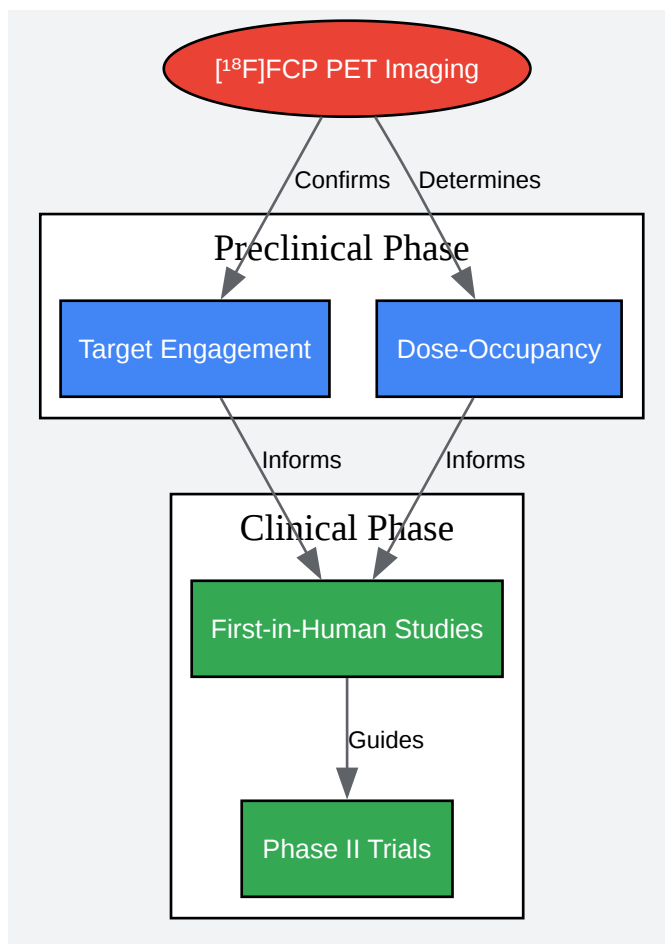 [¹⁸F]FCP PET Imaging
Confirms
Determines
Preclinical Phase
Target Engagement
Dose-Occupancy
Informs
Informs
Clinical Phase
First-in-Human Studies
Guides
Phase II Trials